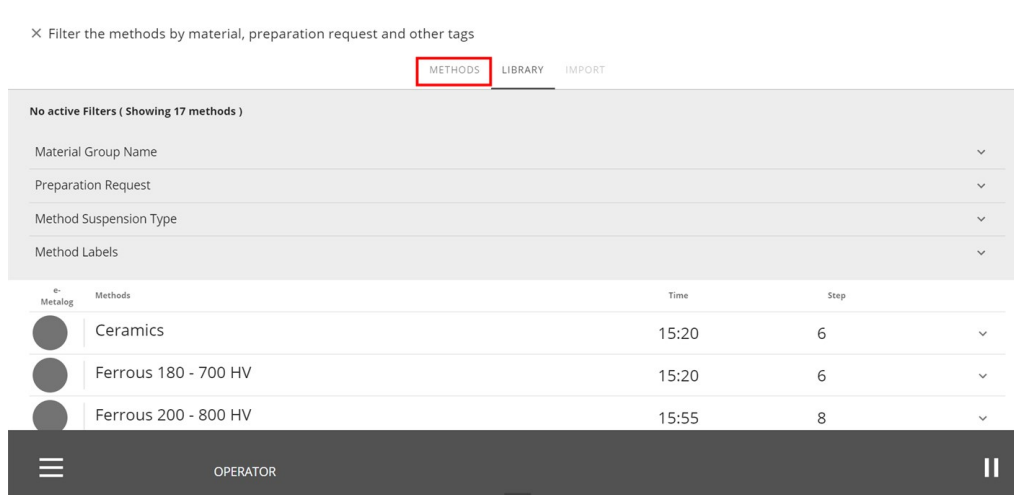 × Filter the methods by material, preparation request and other tags
METHODS LIBRARY IMPORT
No active Filters ( Showing 17 methods )
Material Group Name
Preparation Request
Method Suspension Type
Method Labels
e-
Metalog Methods Time Step
Ceramics 15:20 6
Ferrous 180 - 700 HV 15:20 6
Ferrous 200 - 800 HV 15:55 8
OPERATOR